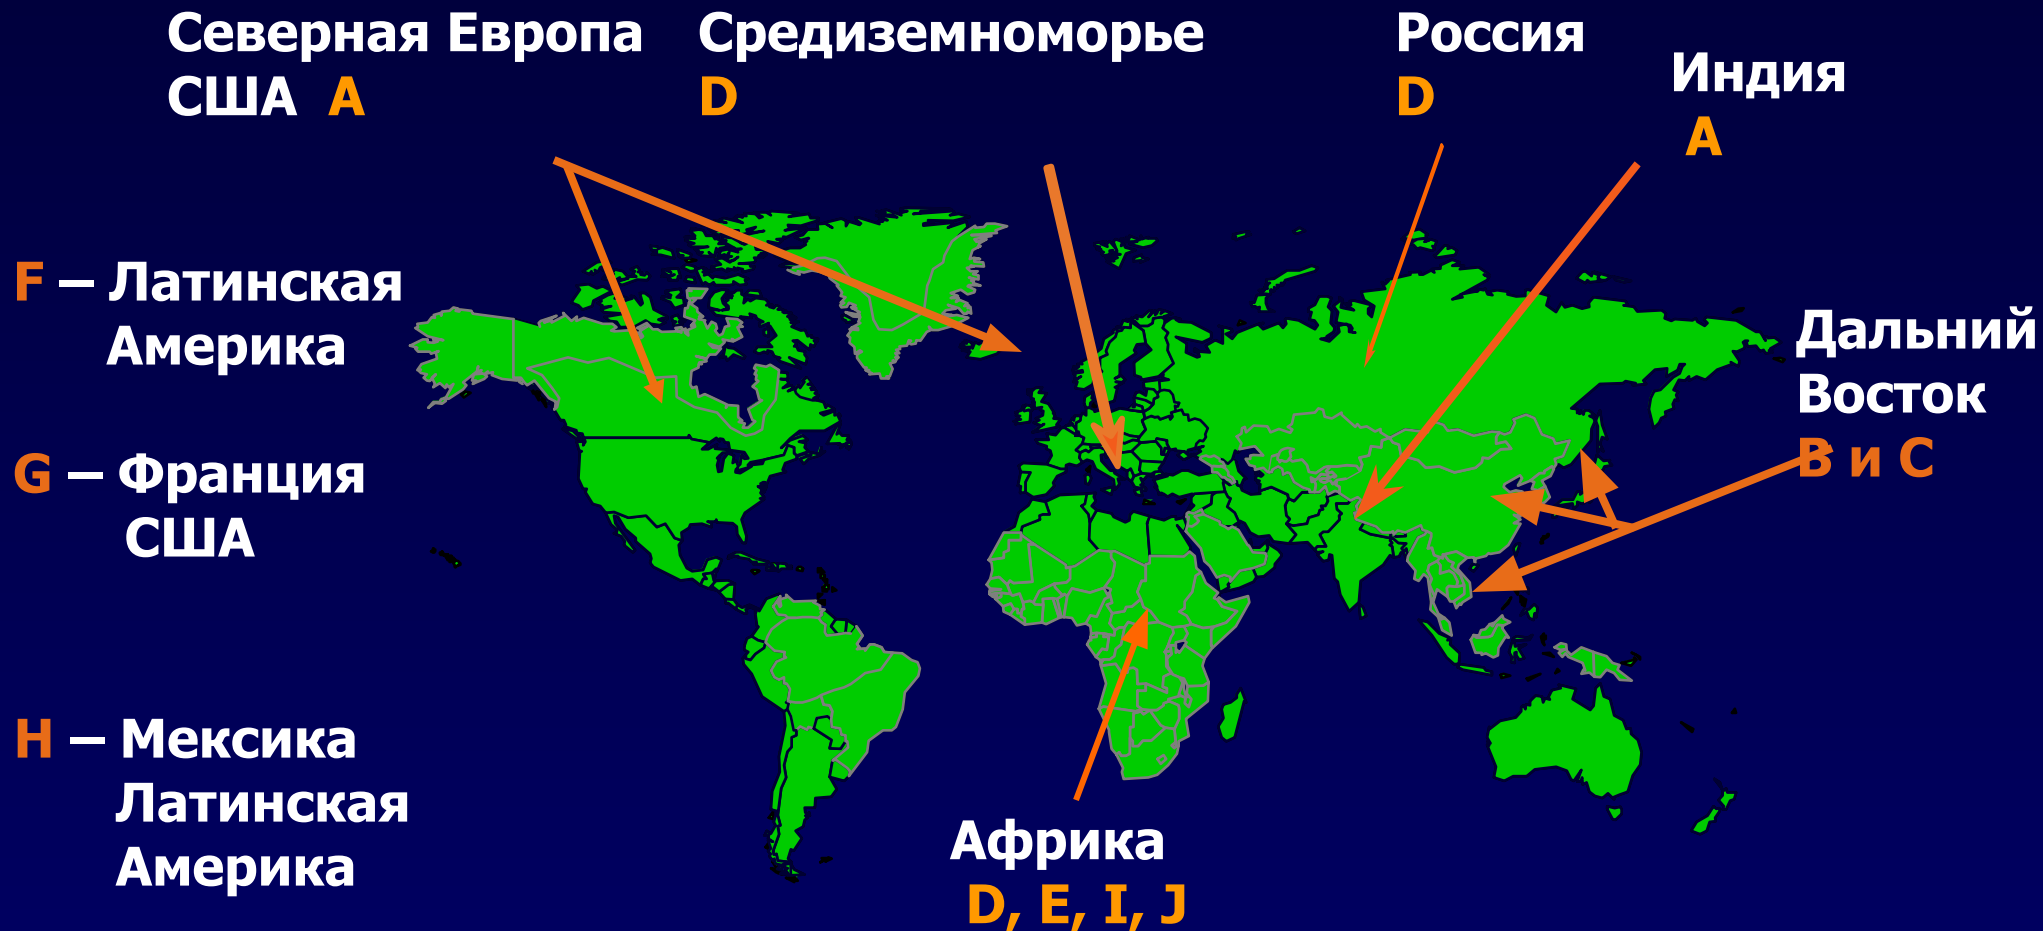 Северная Европа
США A
Средиземноморье
D
Россия
D
Индия
A
F – Латинская
Америка
G – Франция
США
H – Мексика
Латинская
Америка
Дальний
Восток
B и C
Африка
D, E, I, J